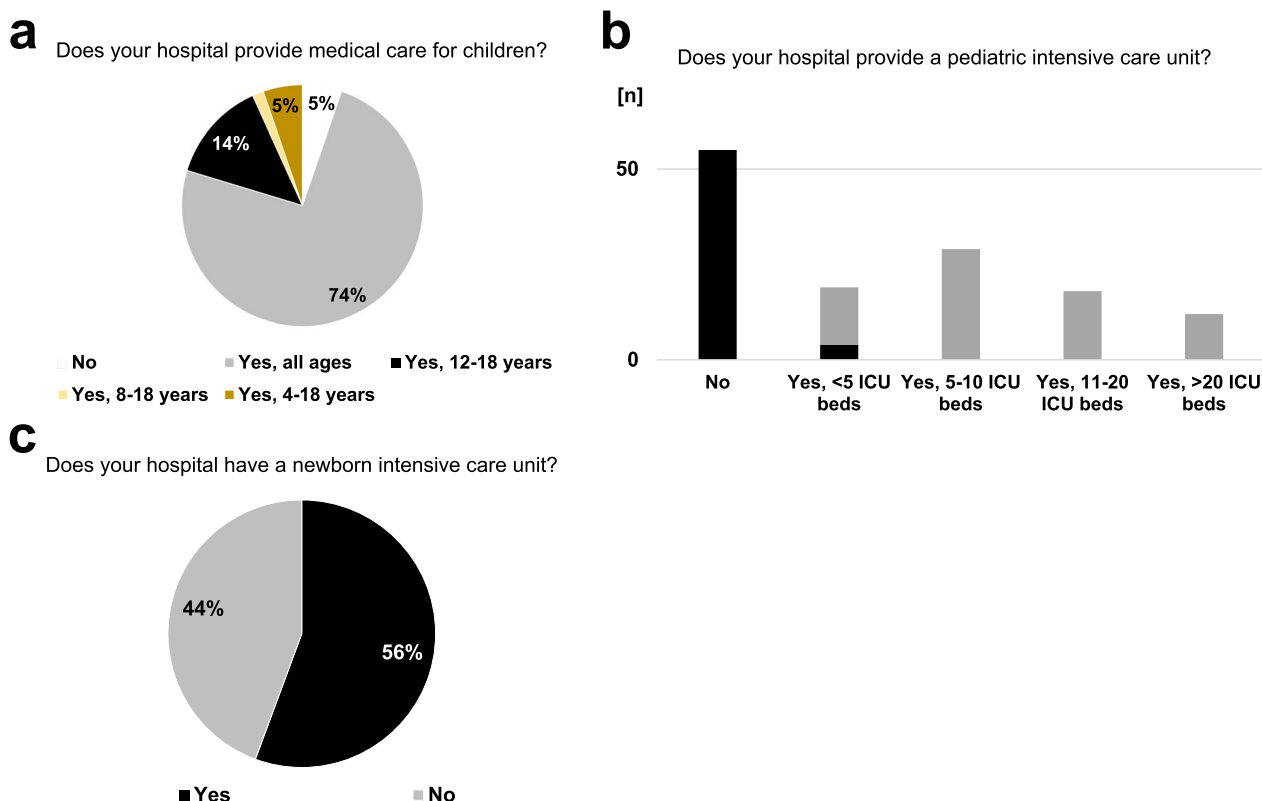 a
Does your hospital provide medical care for children?
5%
5%
14%
74%
No
Yes, all ages
Yes, 12-18 years
Yes, 8-18 years
Yes, 4-18 years
b
Does your hospital provide a pediatric intensive care unit?
[n]
50
0
No
Yes, <5 ICU
beds
Yes, 5-10 ICU
beds
Yes, 11-20
ICU beds
Yes, >20 ICU
beds
c
Does your hospital have a newborn intensive care unit?
44%
56%
Yes
No